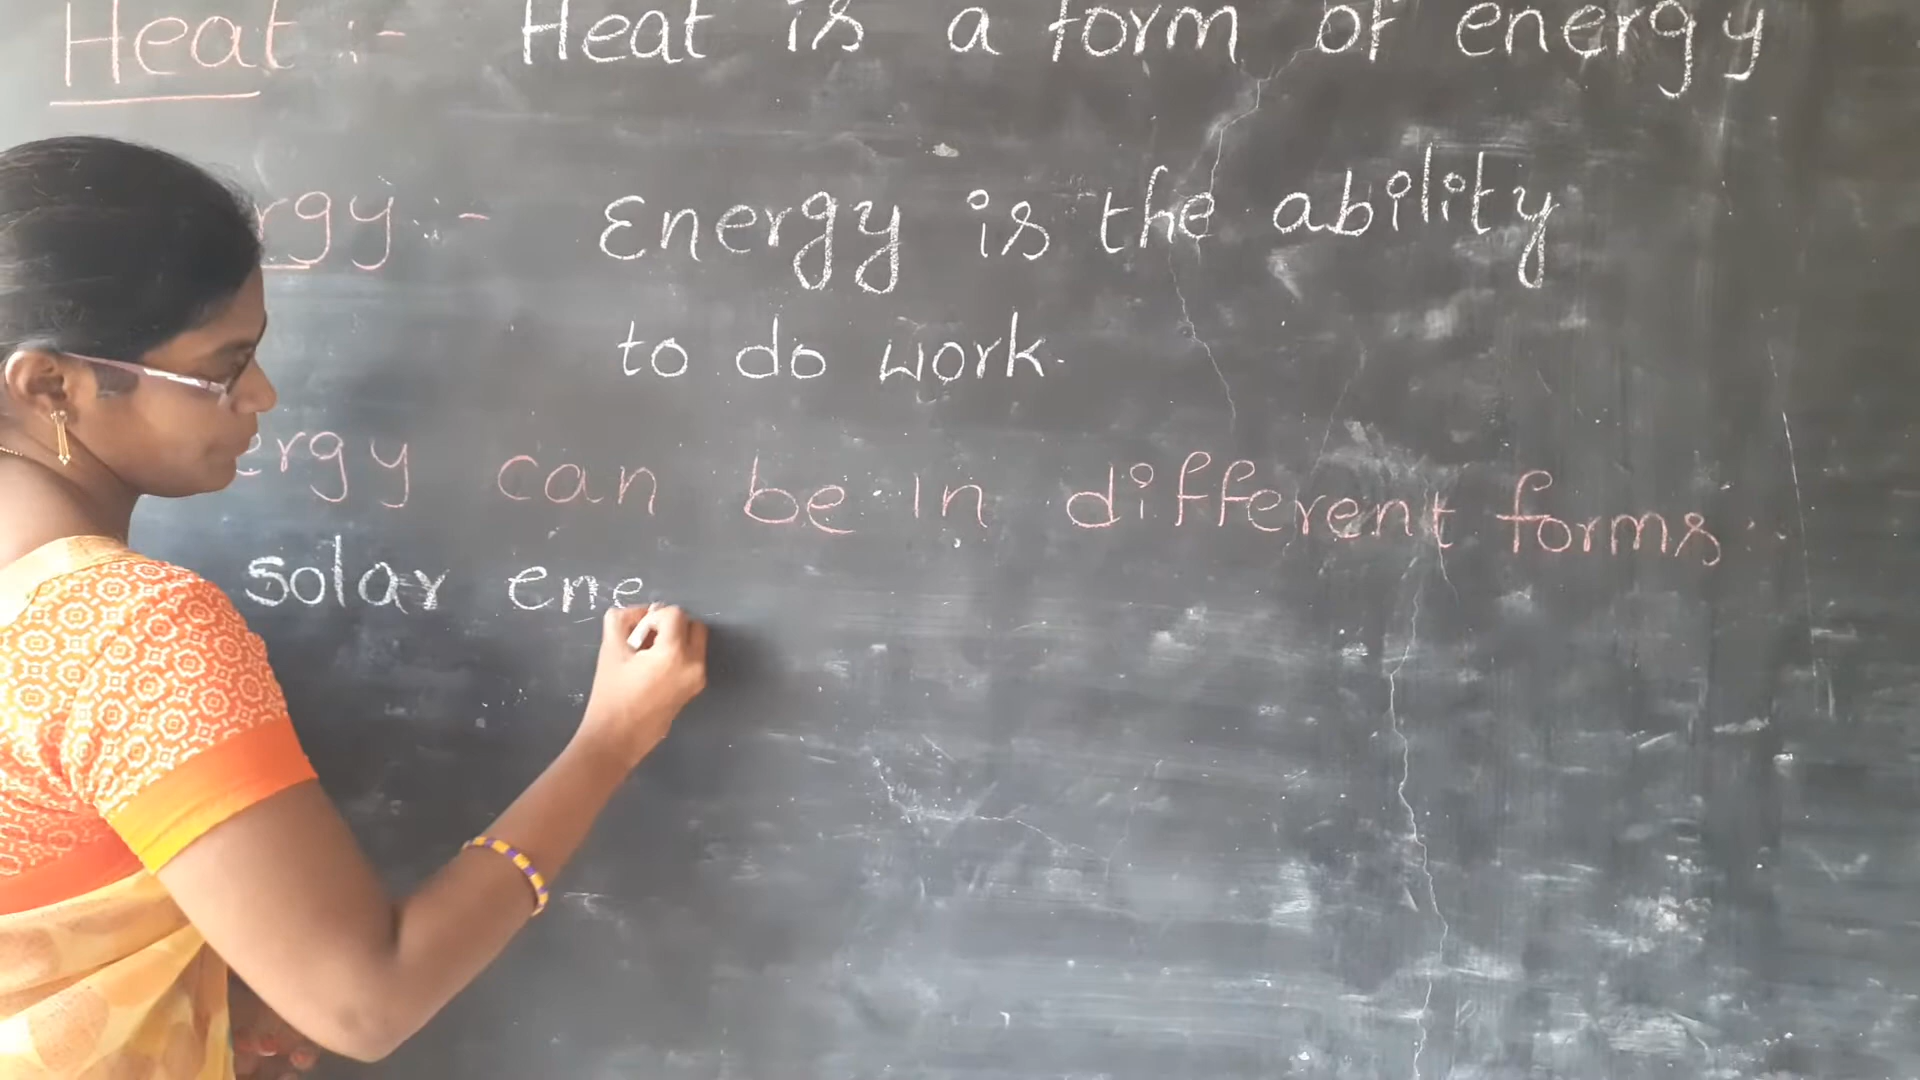 Heat :- Heat is a form of energy
rgy :- Energy is the ability
to do work.
ergy can be in different forms.
solar ene